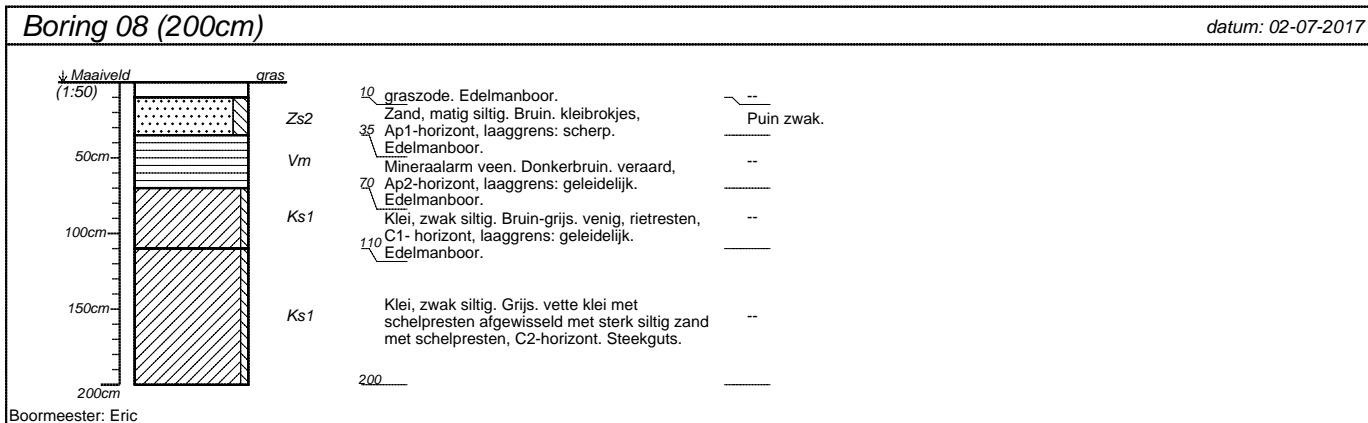 Boring 08 (200cm)
datum: 02-07-2017
Maaiveld
gras
(1:50)
10 graszode. Edelmanboor.
--
Zs2
Zand, matig siltig. Bruin. kleibrokjes,
Puin zwak.
35 Ap1-horizont, laaggrens: scherp.
Edelmanboor.
50cm
Vm
Mineraalarm veen. Donkerbruin. veraard,
--
70 Ap2-horizont, laaggrens: geleidelijk.
Edelmanboor.
Ks1
Klei, zwak siltig. Bruin-grijs. venig, rietresten,
--
100cm
110 C1- horizont, laaggrens: geleidelijk.
Edelmanboor.
150cm
Ks1
Klei, zwak siltig. Grijs. vette klei met
schelpresten afgewisseld met sterk siltig zand
met schelpresten, C2-horizont. Steekguts.
--
200
200cm
Boormeester: Eric